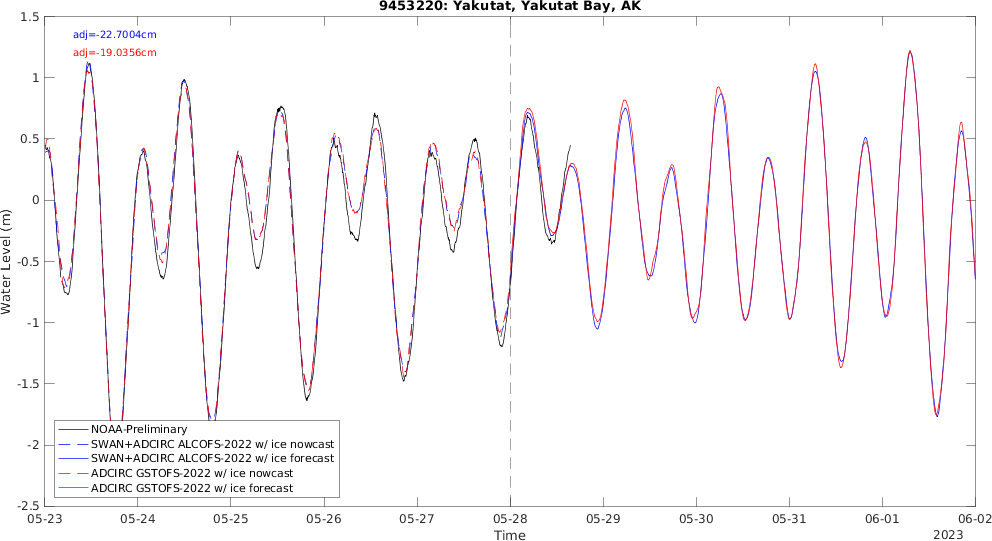 9453220: Yakutat, Yakutat Bay, AK
adj=-22.7004cm
adj=-19.0356cm
Water Level (m)
1.5
1
0.5
0
-0.5
-1
-1.5
-2
-2.5
NOAA-Preliminary
SWAN+ADCIRC ALCOFS-2022 w/ ice nowcast
SWAN+ADCIRC ALCOFS-2022 w/ ice forecast
ADCIRC GSTOFS-2022 w/ ice nowcast
ADCIRC GSTOFS-2022 w/ ice forecast
05-23 05-24 05-25 05-26 05-27 05-28 05-29 05-30 05-31 06-01 06-02
Time
2023